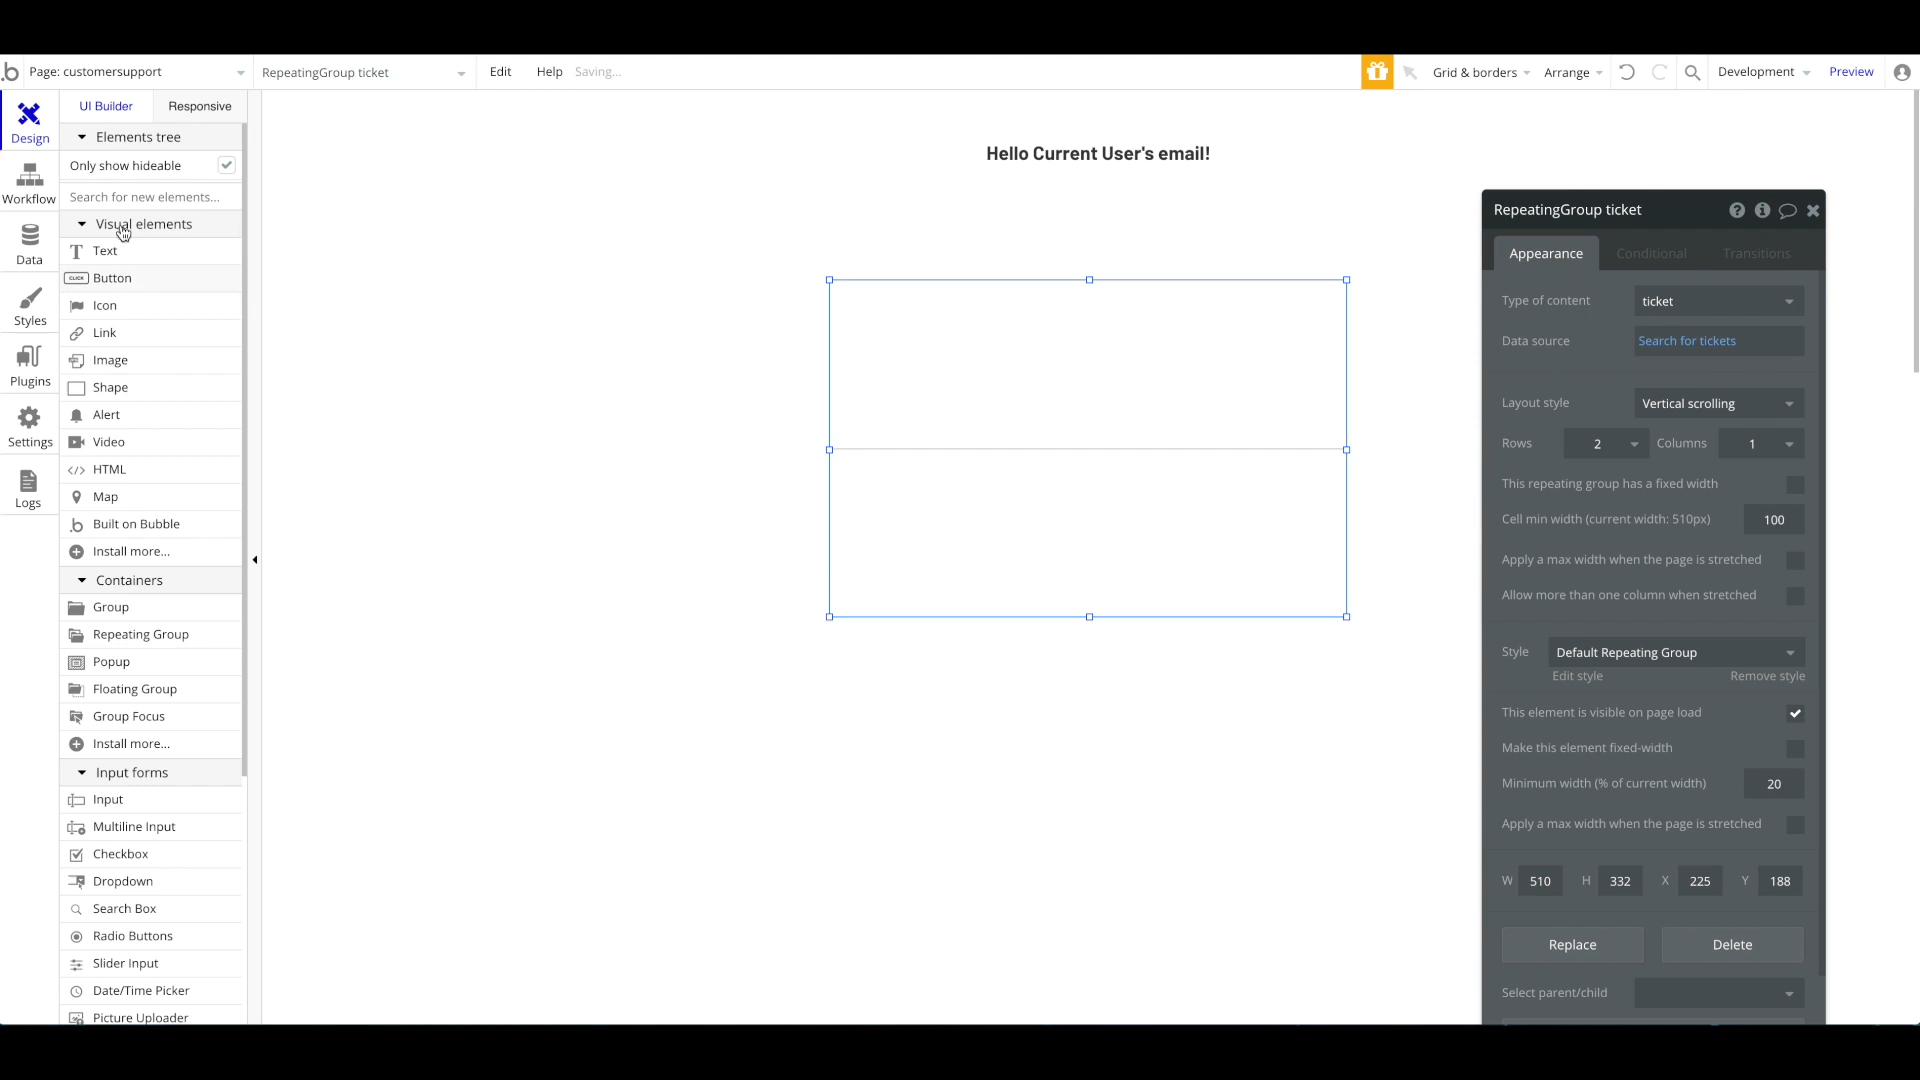 Page: customersupport
RepeatingGroup ticket
Edit
Help
Saving...
Grid & borders
Arrange
Development
Preview
Design
Workflow
Data
Styles
Plugins
Settings
Logs
UI Builder
Responsive
Elements tree
Only show hideable
Search for new elements...
Visual elements
Text
CLICK
Button
Icon
Link
Image
Shape
Alert
Video
HTML
Map
Built on Bubble
Install more...
Containers
Group
Repeating Group
Popup
Floating Group
Group Focus
Install more...
Input forms
Input
Multiline Input
Checkbox
Dropdown
Search Box
Radio Buttons
Slider Input
Date/Time Picker
Picture Uploader
Hello Current User's email!
RepeatingGroup ticket
Appearance
Conditional
Transitions
Type of content
ticket
Data source
Search for tickets
Layout style
Vertical scrolling
Rows
2
Columns
1
This repeating group has a fixed width
Cell min width (current width: 510px)
100
Apply a max width when the page is stretched
Allow more than one column when stretched
Style
Default Repeating Group
Edit style
Remove style
This element is visible on page load
Make this element fixed-width
Minimum width (% of current width)
20
Apply a max width when the page is stretched
W
510
H
332
X
225
Y
188
Replace
Delete
Select parent/child